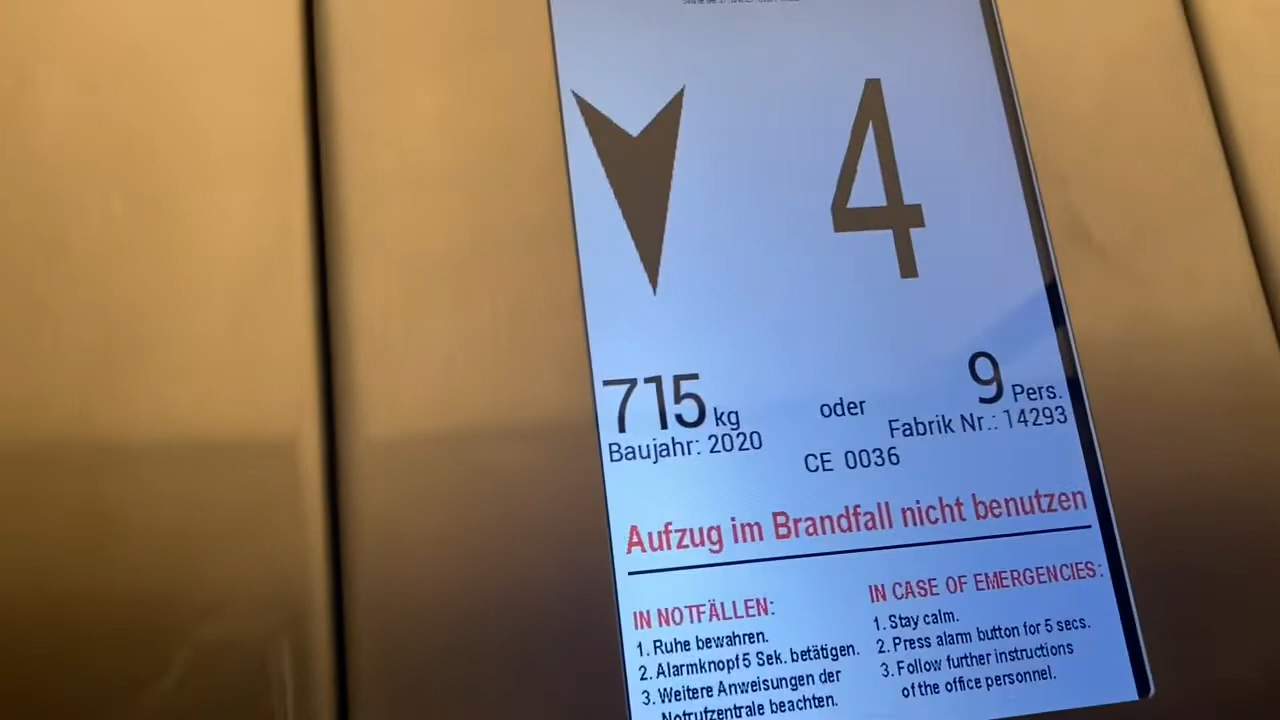 4
715 kg oder 9 Pers.
Baujahr: 2020 Fabrik Nr.: 14293
CE 0036
Aufzug im Brandfall nicht benutzen
IN NOTFÄLLEN:
1. Ruhe bewahren.
2. Alarmknopf 5 Sek. betätigen.
3. Weitere Anweisungen der
Notrufzentrale beachten.
IN CASE OF EMERGENCIES:
1. Stay calm.
2. Press alarm button for 5 secs.
3. Follow further instructions
of the office personnel.